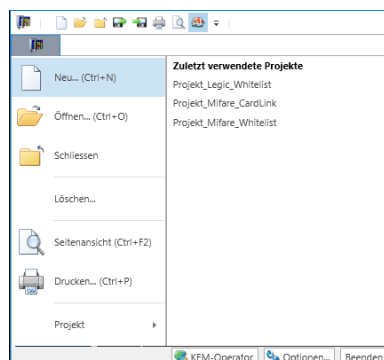 Neu... (Ctrl+N)
Öffnen... (Ctrl+O)
Schliessen
Löschen...
Seitenansicht (Ctrl+F2)
Drucken... (Ctrl+P)
Projekt
Zuletzt verwendete Projekte
Projekt_Legic_Whitelist
Projekt_Mifare_CardLink
Projekt_Mifare_Whitelist
KEM-Operator
Optionen...
Beenden